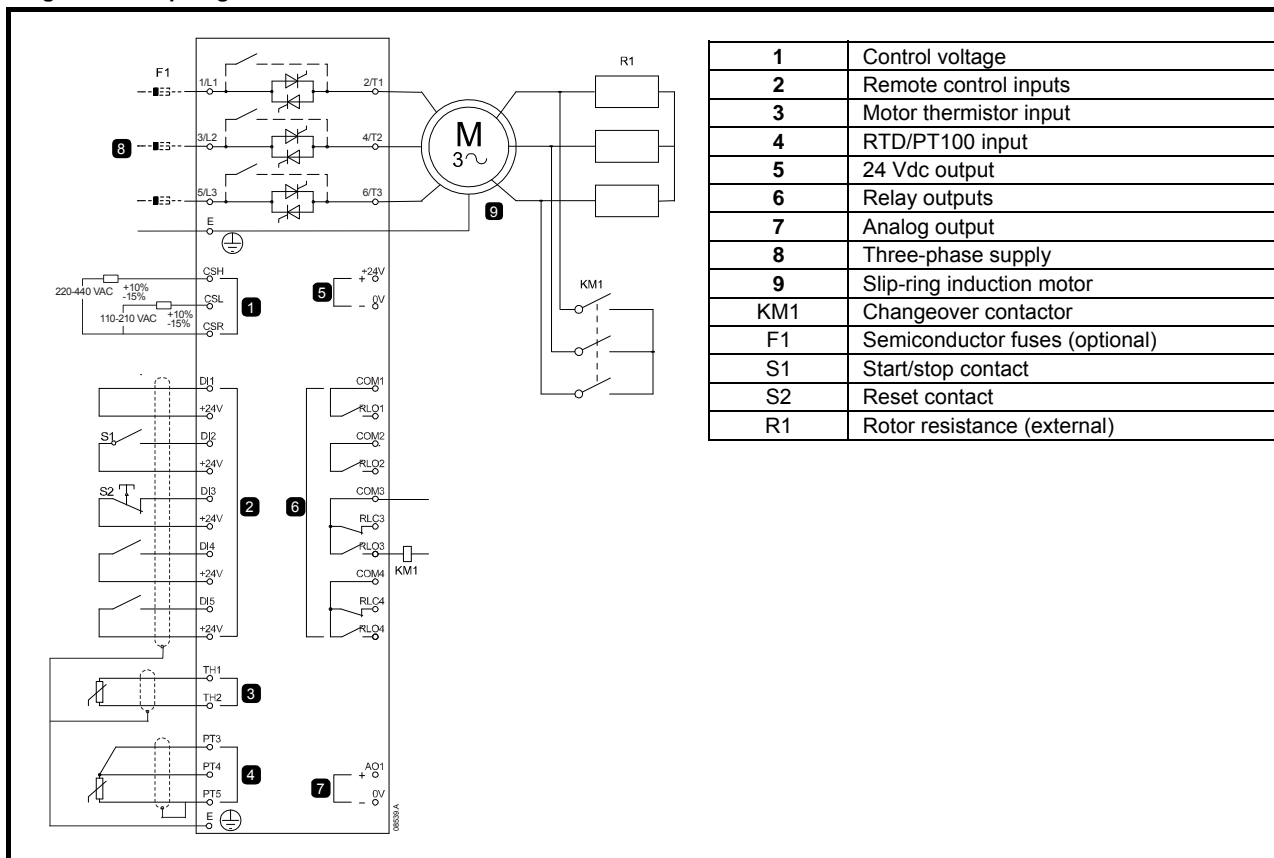 F1
1/L1
2/T1
R1
8
3/L2
4/T2
M
3
5/L3
6/T3
9
E
CSH
220-440 VAC +10%
-15%
CSL
110-210 VAC +10%
-15%
CSR
1
5
+24V
+
- 0V
KM1
DI1
+24V
S1
DI2
+24V
S2
DI3
+24V
DI4
+24V
DI5
+24V
2
6
COM1
RLO1
COM2
RLO2
COM3
RLC3
RLO3
KM1
COM4
RLC4
RLO4
TH1
TH2
3
PT3
PT4
PT5
4
E
7
AO1
+
- 0V
08539.A
1 Control voltage
2 Remote control inputs
3 Motor thermistor input
4 RTD/PT100 input
5 24 Vdc output
6 Relay outputs
7 Analog output
8 Three-phase supply
9 Slip-ring induction motor
KM1 Changeover contactor
F1 Semiconductor fuses (optional)
S1 Start/stop contact
S2 Reset contact
R1 Rotor resistance (external)